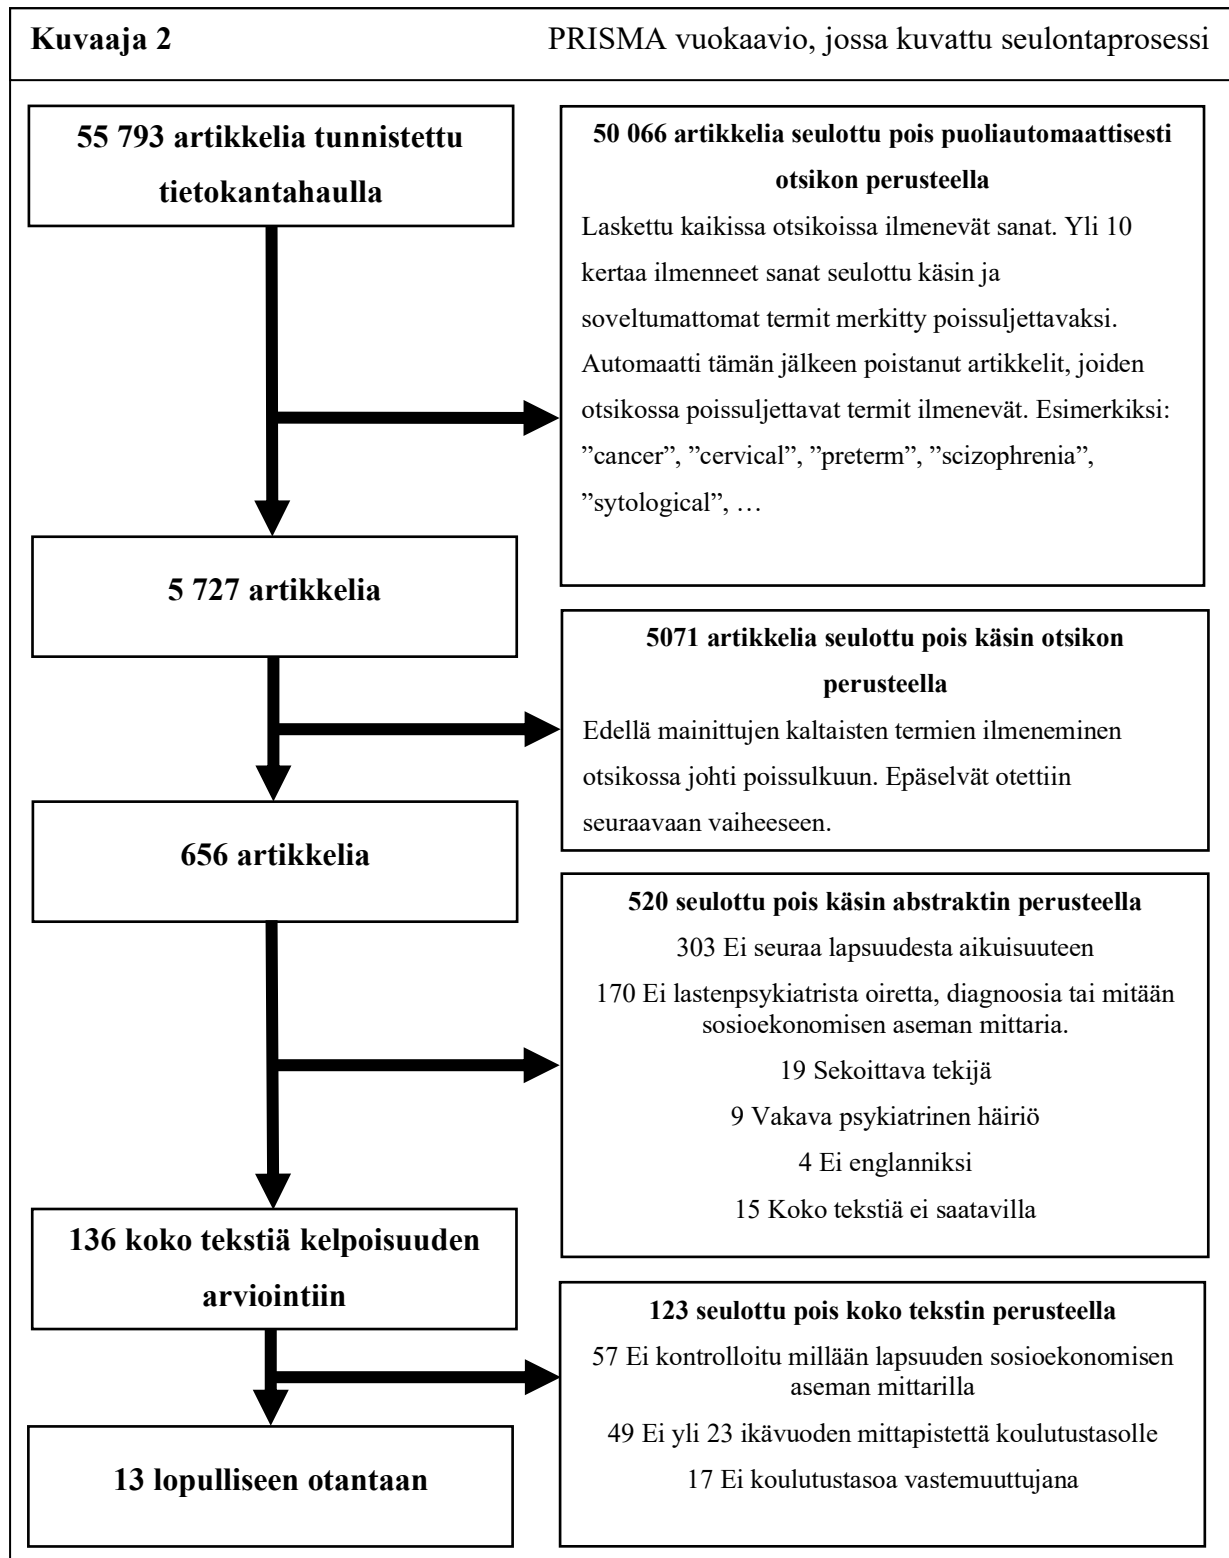 Kuvaaja 2
PRISMA vuokaavio, jossa kuvattu seulontaprosessi
55 793 artikkelia tunnistettu
tietokantahaulla
50 066 artikkelia seulottu pois puoliautomaattisesti
otsikon perusteella
Laskettu kaikissa otsikoissa ilmenevät sanat. Yli 10
kertaa ilmenneet sanat seulottu käsin ja
soveltumattomat termit merkitty poissuljettavaksi.
Automaatti tämän jälkeen poistanut artikkelit, joiden
otsikossa poissuljettavat termit ilmenevät. Esimerkiksi:
”cancer”, ”cervical”, ”preterm”, ”scizophrenia”,
”sytological”, …
5 727 artikkelia
5071 artikkelia seulottu pois käsin otsikon
perusteella
Edellä mainittujen kaltaisten termien ilmeneminen
otsikossa johti poissulkuun. Epäselvät otettiin
seuraavaan vaiheeseen.
656 artikkelia
520 seulottu pois käsin abstraktin perusteella
303 Ei seuraa lapsuudesta aikuisuuteen
170 Ei lastenpsykiatrista oiretta, diagnoosia tai mitään
sosioekonomisen aseman mittaria.
19 Sekoittava tekijä
9 Vakava psykiatrinen häiriö
4 Ei englanniksi
15 Koko tekstiä ei saatavilla
136 koko tekstiä kelpoisuuden
arviointiin
123 seulottu pois koko tekstin perusteella
57 Ei kontrolloitu millään lapsuuden sosioekonomisen
aseman mittarilla
49 Ei yli 23 ikävuoden mittapistettä koulutustasolle
17 Ei koulutustasoa vastemuuttujana
13 lopulliseen otantaan